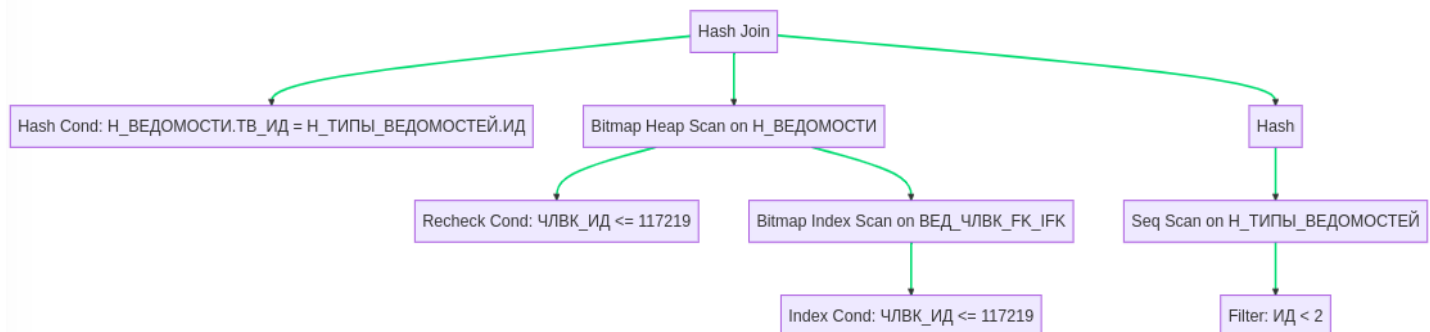 Hash Join
Hash Cond: Н_ВЕДОМОСТИ.ТВ_ИД = Н_ТИПЫ_ВЕДОМОСТЕЙ.ИД
Bitmap Heap Scan on Н_ВЕДОМОСТИ
Hash
Recheck Cond: ЧЛВК_ИД <= 117219
Bitmap Index Scan on ВЕД_ЧЛВК_FK_IFK
Seq Scan on Н_ТИПЫ_ВЕДОМОСТЕЙ
Index Cond: ЧЛВК_ИД <= 117219
Filter: ИД < 2